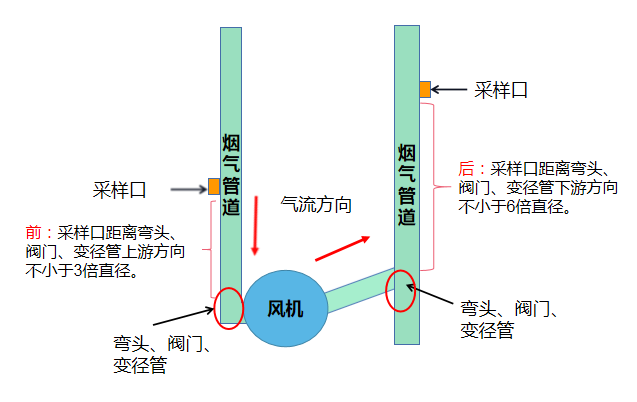 烟气管道
采样口
前：采样口距离弯头、
阀门、变径管上游方向
不小于3倍直径。
弯头、阀门、
变径管
气流方向
风机
烟气管道
采样口
后：采样口距离弯头、
阀门、变径管下游方向
不小于6倍直径。
弯头、阀门、
变径管